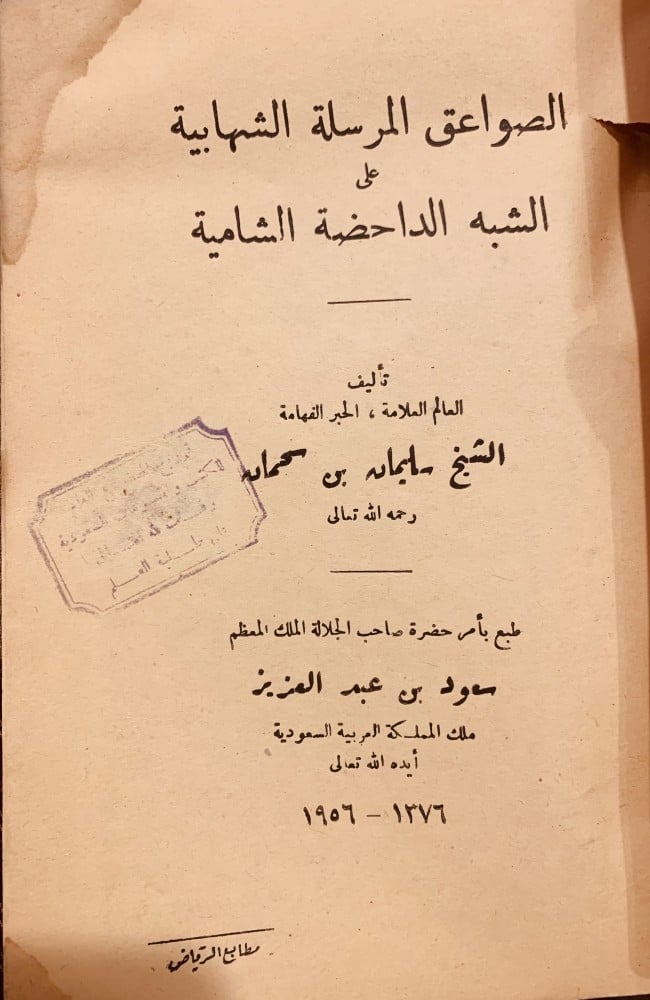 الصواعق المرسلة الشهابية
على
الشبه الداحضة الشامية
تأليف
العالم العلامة ، الحبر الفهامة
الشيخ سليمان بن سحمان
رحمه الله تعالى
طبع بأمر حضرة صاحب الجلالة الملك المعظم
سعود بن عبد العزيز
ملك المملكة العربية السعودية
أيده الله تعالى
١٣٧٦ – ١٩٥٦
مطابع الرياض